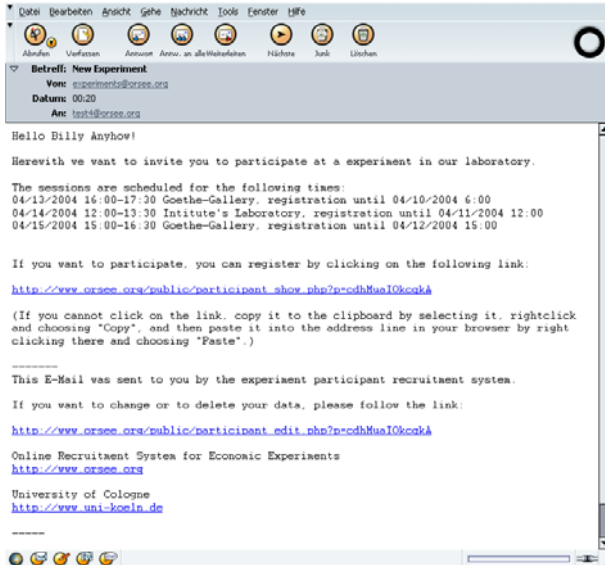 Datei Bearbeiten Ansicht Gehe Nachricht Tools Fenster Hilfe
Abrufen Verfassen Antwort Antw. an alle Weiterleiten Nächste Junk Löschen
Betreff: New Experiment
Von: experiments@orsee.org
Datum: 00:20
An: test4@orsee.org
Hello Billy Anyhow!
Herewith we want to invite you to participate at a experiment in our laboratory.
The sessions are scheduled for the following times:
04/13/2004 16:00-17:30 Goethe-Gallery, registration until 04/10/2004 6:00
04/14/2004 12:00-13:30 Intitute's Laboratory, registration until 04/11/2004 12:00
04/15/2004 15:00-16:30 Goethe-Gallery, registration until 04/12/2004 15:00
If you want to participate, you can register by clicking on the following link:
http://www.orsee.org/public/participant_show.php?p=cdhMuaIOkcqkA
(If you cannot click on the link, copy it to the clipboard by selecting it, rightclick
and choosing "Copy", and then paste it into the address line in your browser by right
clicking there and choosing "Paste".)
-------
This E-Mail was sent to you by the experiment participant recruitment system.
If you want to change or to delete your data, please follow the link:
http://www.orsee.org/public/participant_edit.php?p=cdhMuaIOkcqkA
Online Recruitment System for Economic Experiments
http://www.orsee.org
University of Cologne
http://www.uni-koeln.de
-----